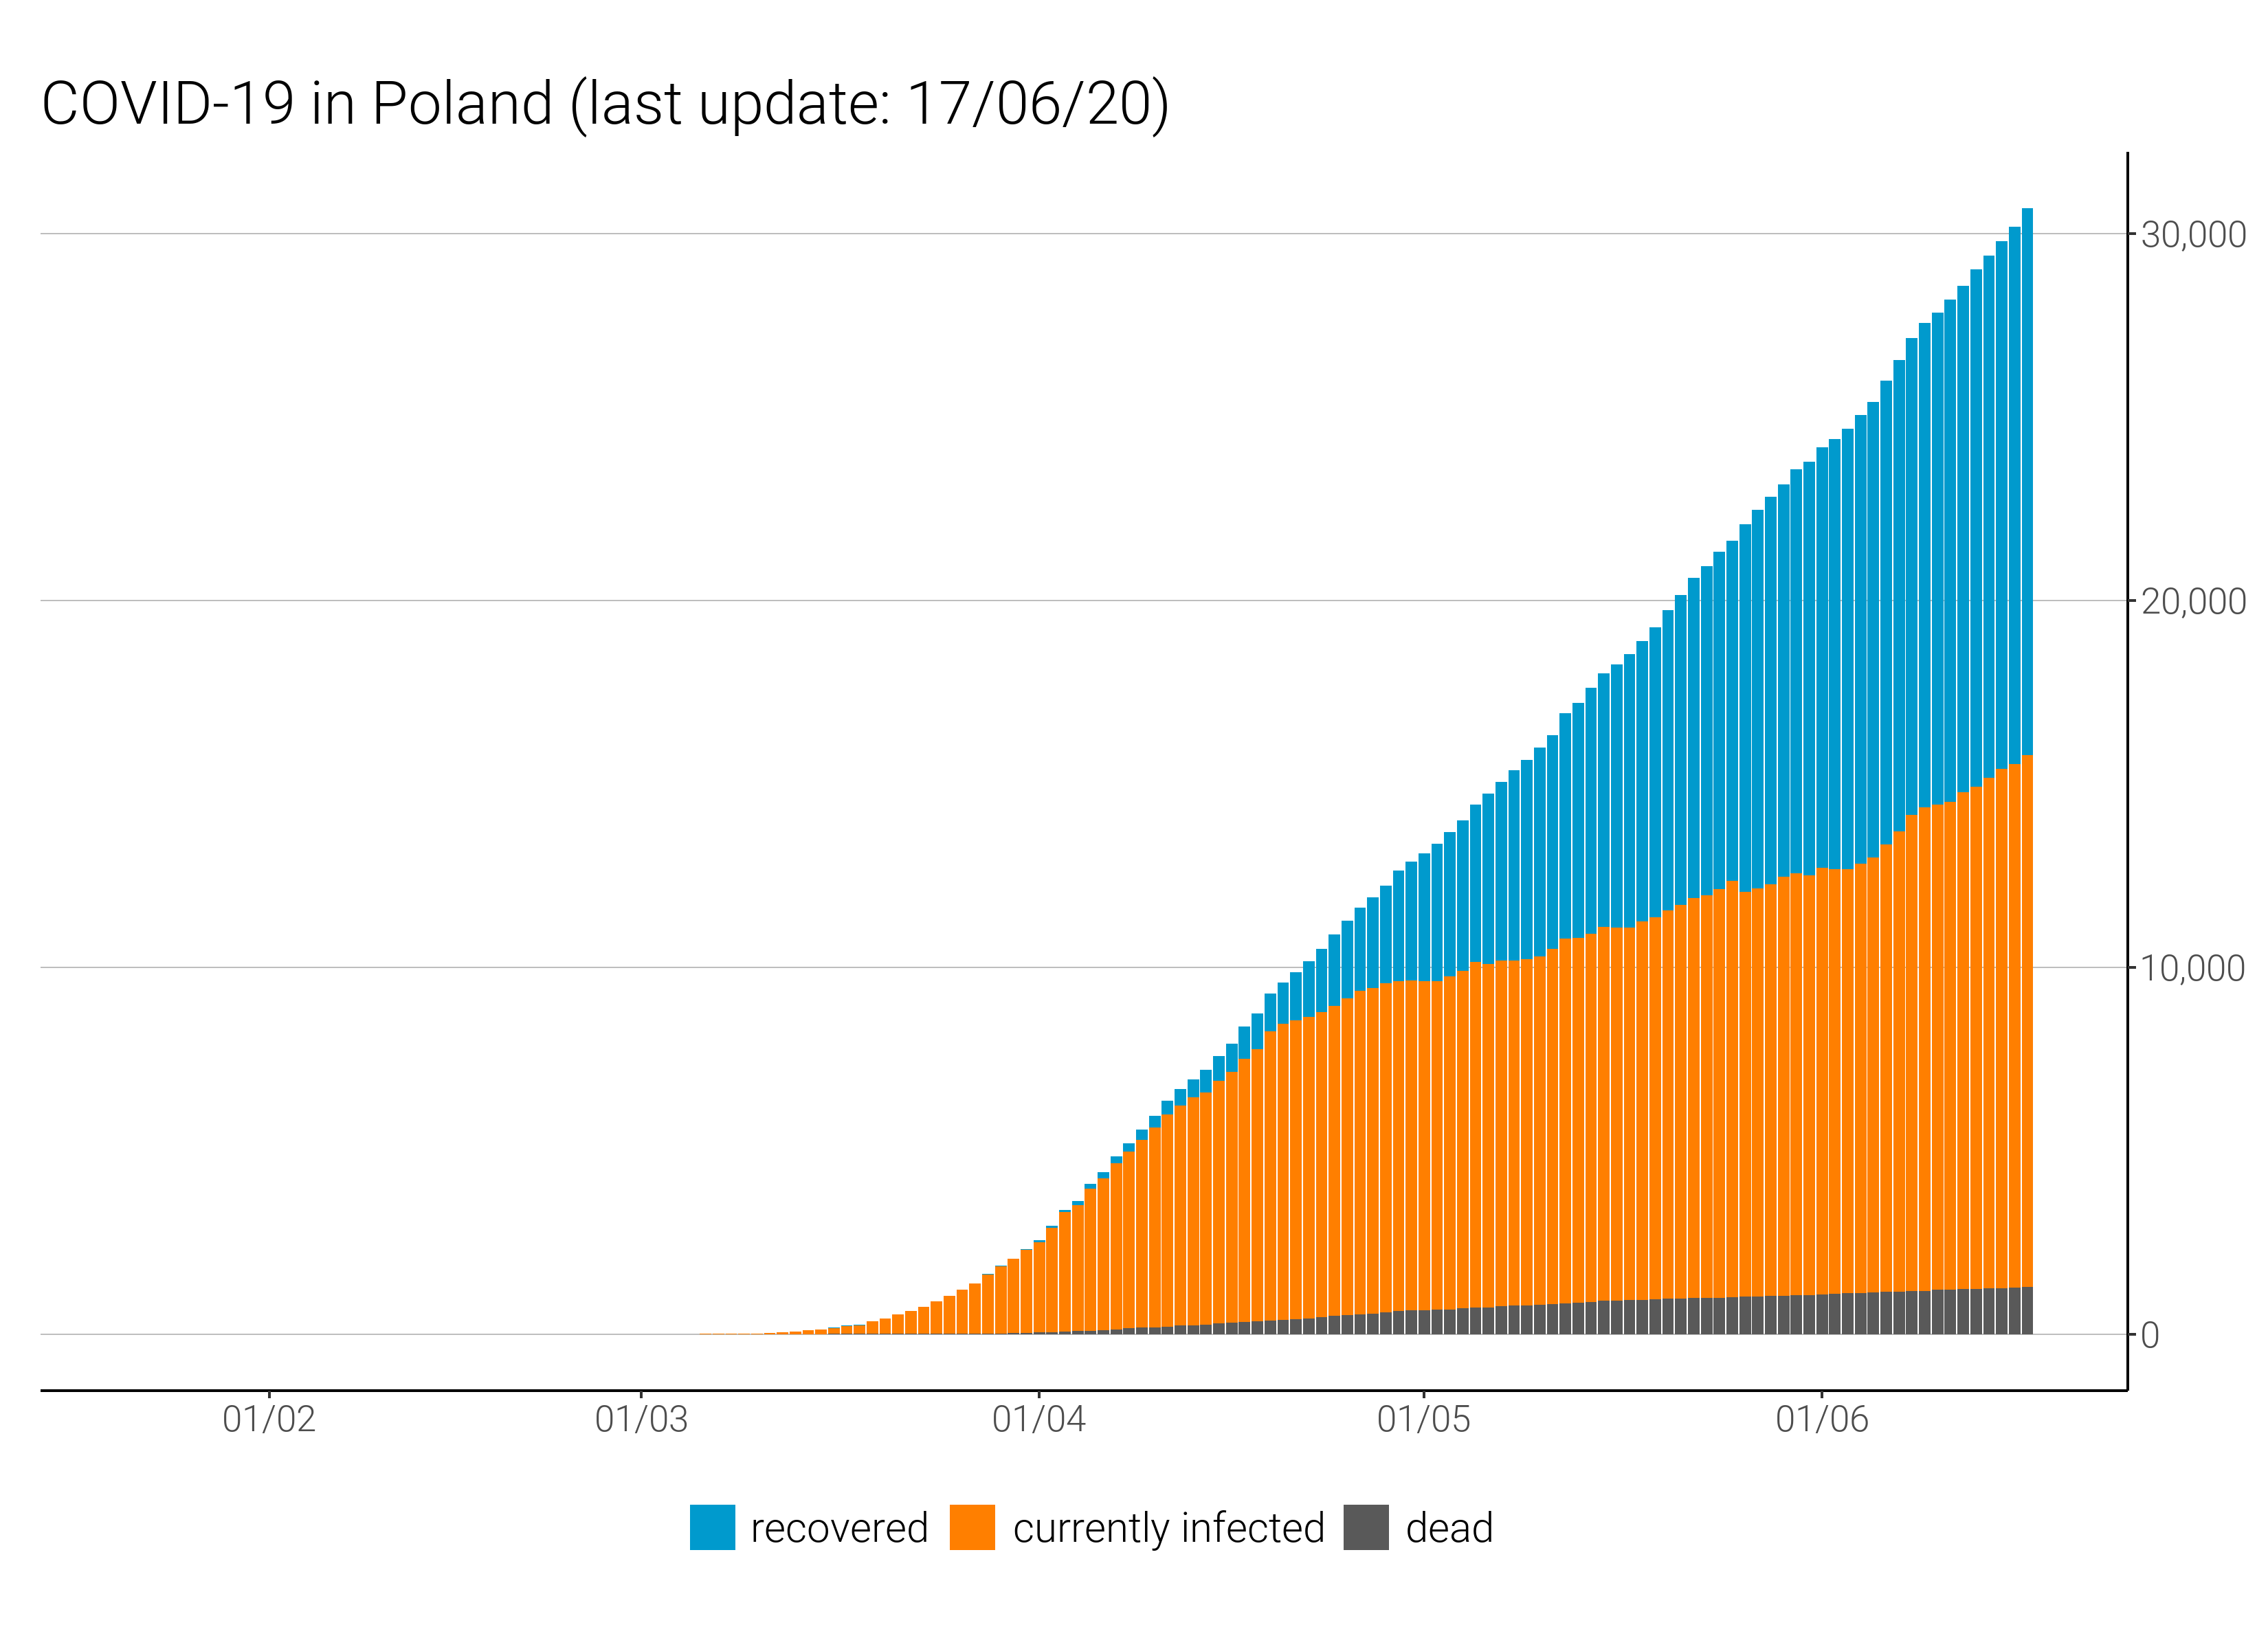 COVID-19 in Poland (last update: 17/06/20)
30,000
20,000
10,000
0
01/02 01/03 01/04 01/05 01/06
recovered currently infected dead